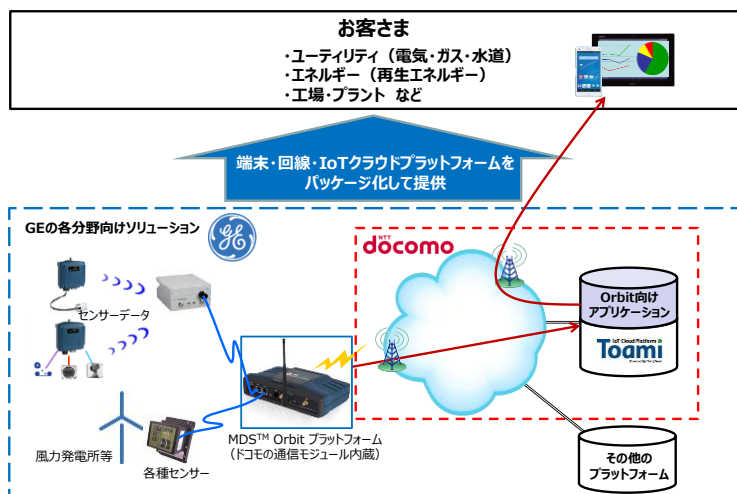 お客さま
・ユーティリティ（電気・ガス・水道）
・エネルギー（再生エネルギー）
・工場・プラント など
端末・回線・IoTクラウドプラットフォームを
パッケージ化して提供
GEの各分野向けソリューション
GE
NTT
döcomo
センサーデータ
Orbit向け
アプリケーション
IoT Cloud Platform
Toami
MDS™ Orbit プラットフォーム
（ドコモの通信モジュール内蔵）
風力発電所等
各種センサー
その他の
プラットフォーム